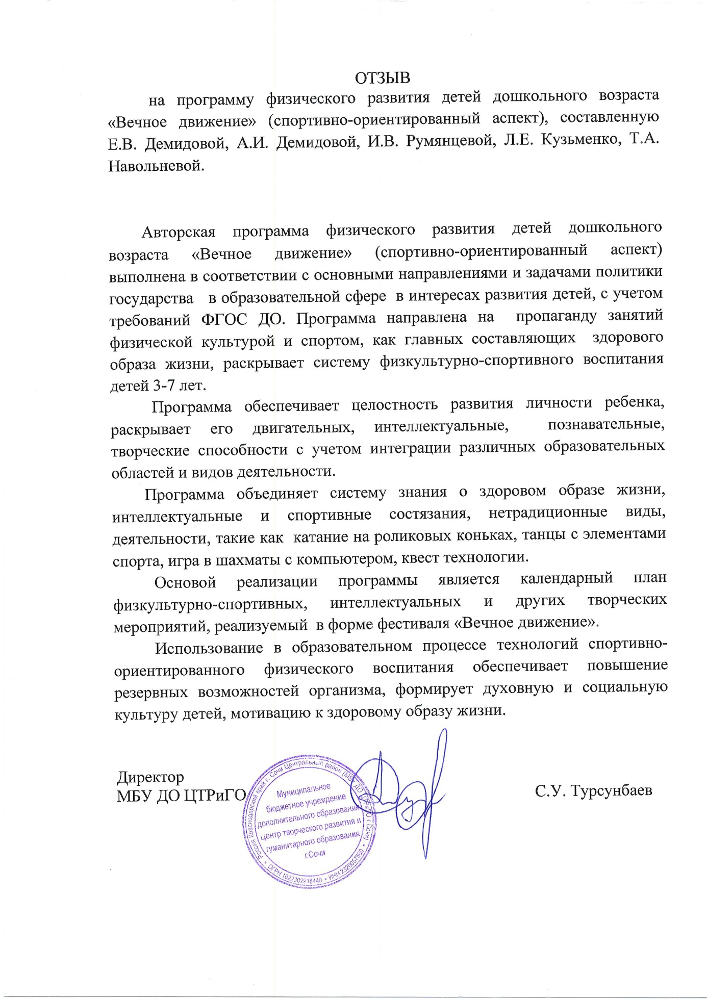 ОТЗЫВ
на программу физического развития детей дошкольного возраста
«Вечное движение» (спортивно-ориентированный аспект), составленную
Е.В. Демидовой, А.И. Демидовой, И.В. Румянцевой, Л.Е. Кузьменко, Т.А.
Навольневой.
Авторская программа физического развития детей дошкольного
возраста «Вечное движение» (спортивно-ориентированный аспект)
выполнена в соответствии с основными направлениями и задачами политики
государства в образовательной сфере в интересах развития детей, с учетом
требований ФГОС ДО. Программа направлена на пропаганду занятий
физической культурой и спортом, как главных составляющих здорового
образа жизни, раскрывает систему физкультурно-спортивного воспитания
детей 3-7 лет.
Программа обеспечивает целостность развития личности ребенка,
раскрывает его двигательных, интеллектуальные, познавательные,
творческие способности с учетом интеграции различных образовательных
областей и видов деятельности.
Программа объединяет систему знания о здоровом образе жизни,
интеллектуальные и спортивные состязания, нетрадиционные виды,
деятельности, такие как катание на роликовых коньках, танцы с элементами
спорта, игра в шахматы с компьютером, квест технологии.
Основой реализации программы является календарный план
физкультурно-спортивных, интеллектуальных и других творческих
мероприятий, реализуемый в форме фестиваля «Вечное движение».
Использование в образовательном процессе технологий спортивно-
ориентированного физического воспитания обеспечивает повышение
резервных возможностей организма, формирует духовную и социальную
культуру детей, мотивацию к здоровому образу жизни.
Директор
МБУ ДО ЦТРиГО
С.У. Турсунбаев
Россия Краснодарский край г. Сочи Центральный район (МБУ ДО ЦТРиГО г.Сочи)
* ОГРН 1022302918440 * ИНН 2320057560 *
Муниципальное
бюджетное учреждение
дополнительного образования
Центр творческого развития и
гуманитарного образования
г.Сочи